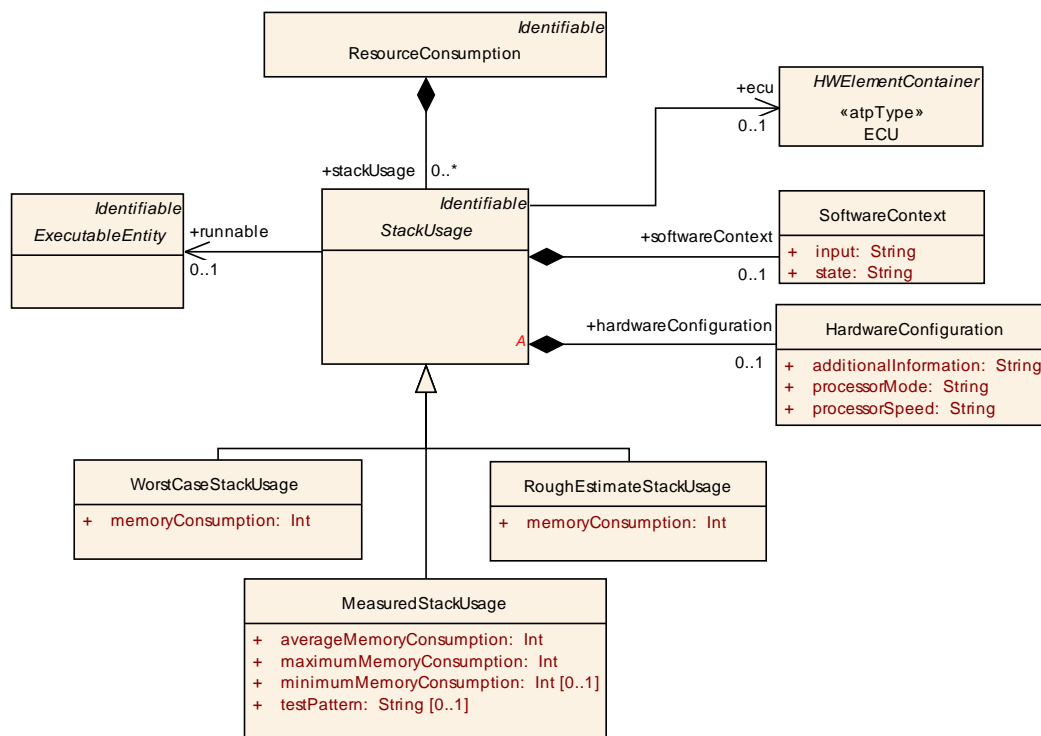 Identifiable
ResourceConsumption
HWElementContainer
«atpType»
ECU
+ecu
0..1
+stackUsage
0..*
Identifiable
ExecutableEntity
+runnable
0..1
Identifiable
StackUsage
A
+softwareContext
0..1
SoftwareContext
+ input: String
+ state: String
+hardwareConfiguration
0..1
HardwareConfiguration
+ additionalInformation: String
+ processorMode: String
+ processorSpeed: String
WorstCaseStackUsage
+ memoryConsumption: Int
RoughEstimateStackUsage
+ memoryConsumption: Int
MeasuredStackUsage
+ averageMemoryConsumption: Int
+ maximumMemoryConsumption: Int
+ minimumMemoryConsumption: Int [0..1]
+ testPattern: String [0..1]